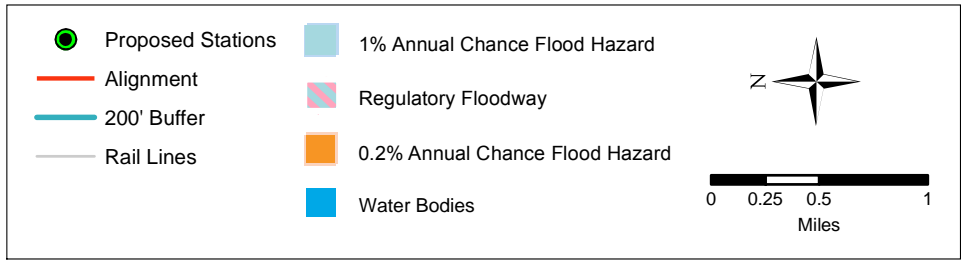 Proposed Stations
Alignment
200' Buffer
Rail Lines
1% Annual Chance Flood Hazard
Regulatory Floodway
0.2% Annual Chance Flood Hazard
Water Bodies
N
0 0.25 0.5 1
Miles